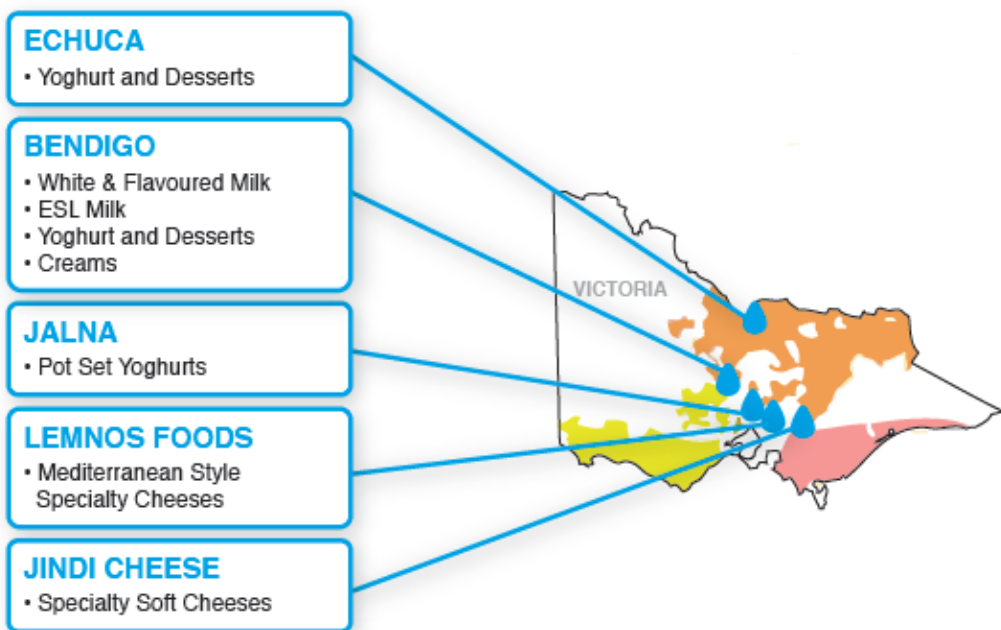 ECHUCA
• Yoghurt and Desserts
BENDIGO
• White & Flavoured Milk
• ESL Milk
• Yoghurt and Desserts
• Creams
JALNA
• Pot Set Yoghurts
LEMNOS FOODS
• Mediterranean Style
Specialty Cheeses
JINDI CHEESE
• Specialty Soft Cheeses
VICTORIA